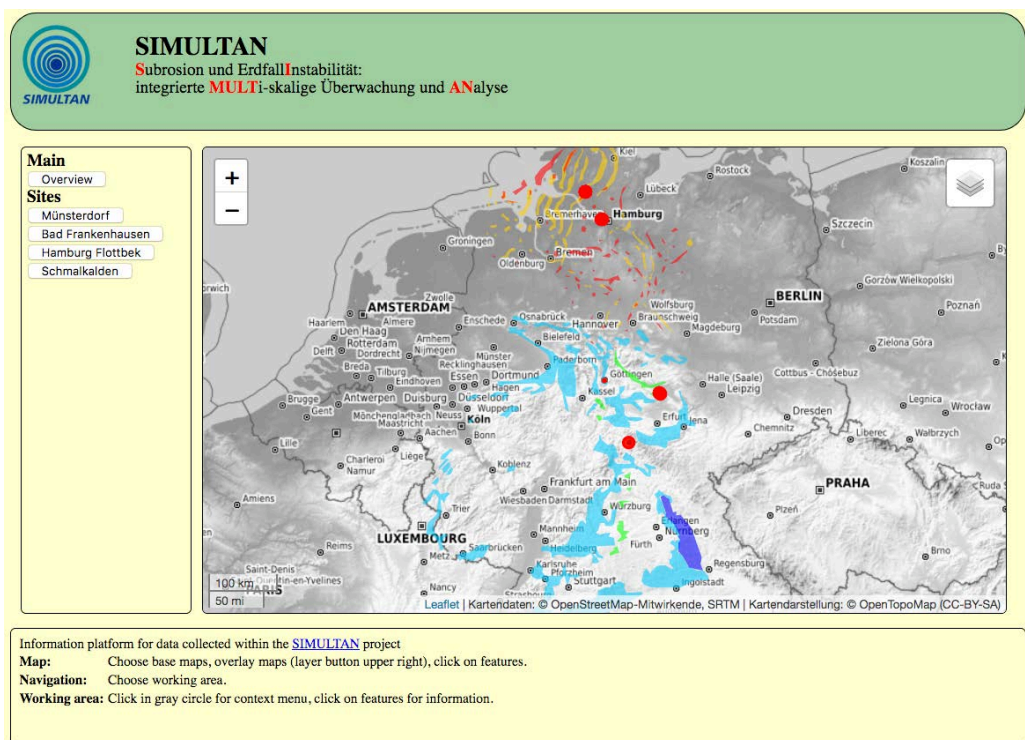 SIMULTAN
SIMULTAN
Subrosion und ErdfallInstabilität:
integrierte MULTi-skalige Überwachung und ANalyse
Main
Overview
Sites
Münsterdorf
Bad Frankenhausen
Hamburg Flottbek
Schmalkalden
+
−
Kiel
Rostock
Koszalin
Lübeck
Bremerhaven
Hamburg
Szczecin
Groningen
Oldenburg
Bremen
Gorzów Wielkopolski
Zwolle
Wolfsburg
BERLIN
Poznań
AMSTERDAM
Haarlem
Almere
Enschede
Osnabrück
Hannover
Braunschweig
Potsdam
Den Haag
Bielefeld
Magdeburg
Rotterdam
Arnhem
Delft
Dordrecht
Nijmegen
Münster
Paderborn
Zielona Góra
Breda
Tilburg
Recklinghausen
Göttingen
Cottbus - Chóśebuz
Eindhoven
Essen
Dortmund
Halle (Saale)
Hagen
Kassel
Leipzig
Brugge
Antwerpen
Duisburg
Düsseldorf
Legnica
Wrocław
Gent
Mönchengladbach
Neuss
Wuppertal
Erfurt
Jena
Dresden
Maastricht
Köln
Chemnitz
Liberec
Wałbrzych
Aachen
Bonn
Lille
Liège
Charleroi
Namur
Koblenz
Frankfurt am Main
PRAHA
Ruda S
Wiesbaden
Darmstadt
Würzburg
Amiens
Trier
Erlangen
Plzeň
Nürnberg
LUXEMBOURG
Mannheim
Fürth
Reims
Saarbrücken
Heidelberg
Brno
Metz
Karlsruhe
Regensburg
Saint-Denis
Pforzheim
Nancy
Stuttgart
Ingolstadt
Strasbourg
PARIS
100 km
50 mi
Leaflet | Kartendaten: © OpenStreetMap-Mitwirkende, SRTM | Kartendarstellung: © OpenTopoMap (CC-BY-SA)
Information platform for data collected within the SIMULTAN project
Map: Choose base maps, overlay maps (layer button upper right), click on features.
Navigation: Choose working area.
Working area: Click in gray circle for context menu, click on features for information.